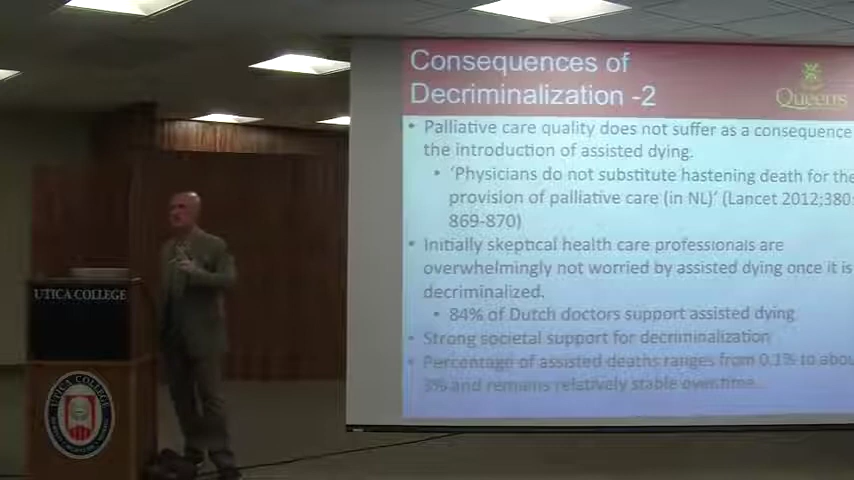 Consequences of
Decriminalization -2
Queen's
• Palliative care quality does not suffer as a consequence
the introduction of assisted dying.
• 'Physicians do not substitute hastening death for the
provision of palliative care (in NL)' (Lancet 2012;380:
869-870)
• Initially skeptical health care professionals are
overwhelmingly not worried by assisted dying once it is
decriminalized.
• 84% of Dutch doctors support assisted dying
• Strong societal support for decriminalization
• Percentage of assisted deaths ranges from 0.1% to abou
3% and remains relatively stable over time.
UTICA COLLEGE
UTICA COLLEGE